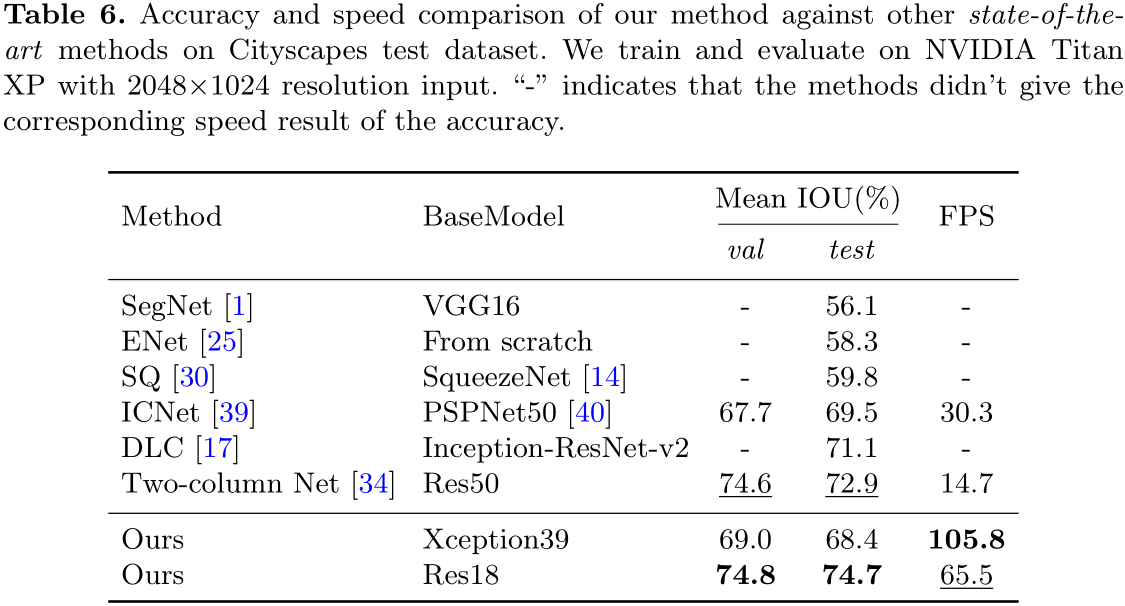 Table 6. Accuracy and speed comparison of our method against other state-of-the-
art methods on Cityscapes test dataset. We train and evaluate on NVIDIA Titan
XP with 2048×1024 resolution input. “-” indicates that the methods didn’t give the
corresponding speed result of the accuracy.
Method BaseModel Mean IOU(%) FPS
val test
SegNet [1] VGG16 - 56.1 -
ENet [25] From scratch - 58.3 -
SQ [30] SqueezeNet [14] - 59.8 -
ICNet [39] PSPNet50 [40] 67.7 69.5 30.3
DLC [17] Inception-ResNet-v2 - 71.1 -
Two-column Net [34] Res50 74.6 72.9 14.7
Ours Xception39 69.0 68.4 105.8
Ours Res18 74.8 74.7 65.5